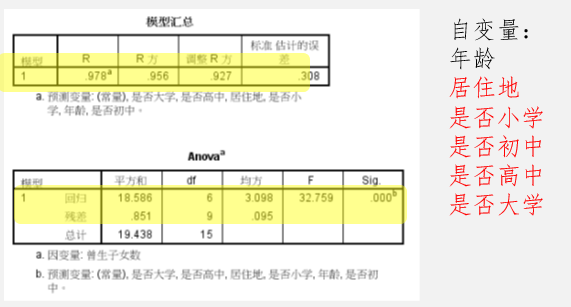 模型汇总
模型 R R 方 调整 R 方 标准 估计的误差
1 .978a .956 .927 .308
a. 预测变量: (常量), 是否大学, 是否高中, 居住地, 是否小
学, 年龄, 是否初中。
Anovaa
模型 平方和 df 均方 F Sig.
1 回归 18.586 6 3.098 32.759 .000b
残差 .851 9 .095
总计 19.438 15
a. 因变量: 曾生子女数
b. 预测变量: (常量), 是否大学, 是否高中, 居住地, 是否小学, 年龄, 是否初
中。
自变量：
年龄
居住地
是否小学
是否初中
是否高中
是否大学